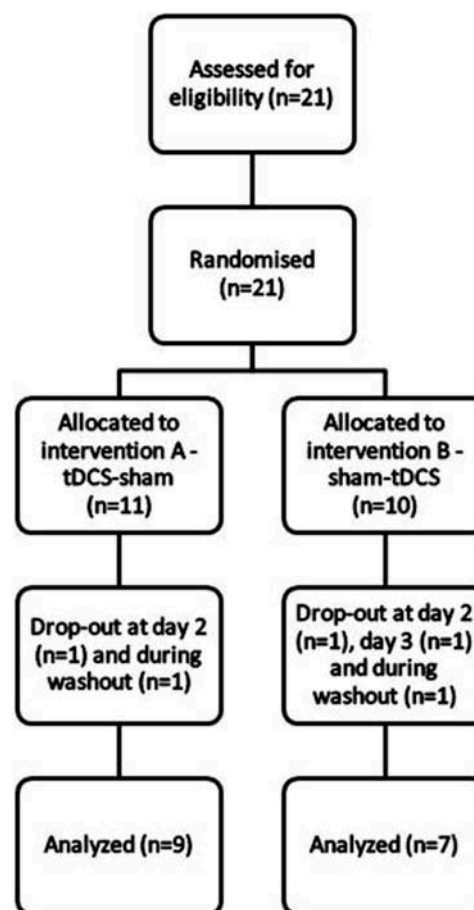 Assessed for
eligibility (n=21)
Randomised
(n=21)
Allocated to
intervention A -
tDCS-sham
(n=11)
Allocated to
intervention B -
sham-tDCS
(n=10)
Drop-out at day 2
(n=1) and during
washout (n=1)
Drop-out at day 2
(n=1), day 3 (n=1)
and during
washout (n=1)
Analyzed (n=9)
Analyzed (n=7)